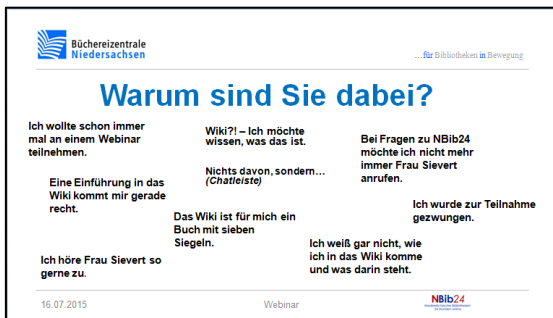 Büchereizentrale
Niedersachsen
...für Bibliotheken in Bewegung
Warum sind Sie dabei?
Ich wollte schon immer
mal an einem Webinar
teilnehmen.
Wiki?! – Ich möchte
wissen, was das ist.
Bei Fragen zu NBib24
möchte ich nicht mehr
immer Frau Sievert
anrufen.
Nichts davon, sondern…
(Chatleiste)
Eine Einführung in das
Wiki kommt mir gerade
recht.
Ich wurde zur Teilnahme
gezwungen.
Das Wiki ist für mich ein
Buch mit sieben
Siegeln.
Ich weiß gar nicht, wie
ich in das Wiki komme
und was darin steht.
Ich höre Frau Sievert so
gerne zu.
16.07.2015
Webinar
NBib24